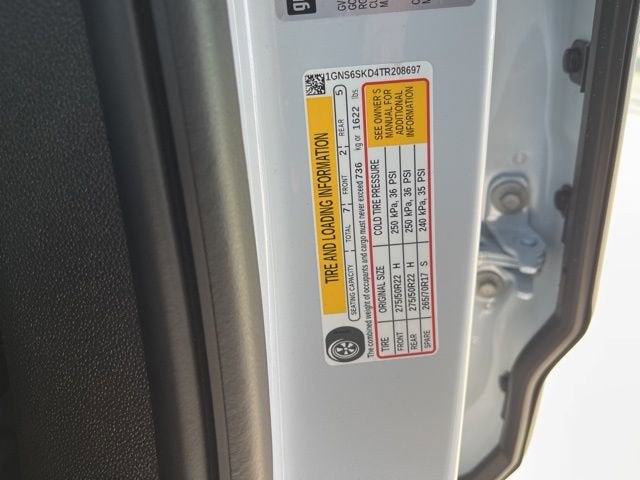 gm
1GNS6SKD4TR208697
TIRE AND LOADING INFORMATION
SEATING CAPACITY TOTAL 7 FRONT 2 REAR 5
The combined weight of occupants and cargo must never exceed 736 kg or 1622 lbs.
TIRE ORIGINAL SIZE COLD TIRE PRESSURE
FRONT 275/50R22 H 250 kPa, 36 PSI
REAR 275/50R22 H 250 kPa, 36 PSI
SPARE 265/70R17 S 240 kPa, 35 PSI
SEE OWNER'S
MANUAL FOR
ADDITIONAL
INFORMATION